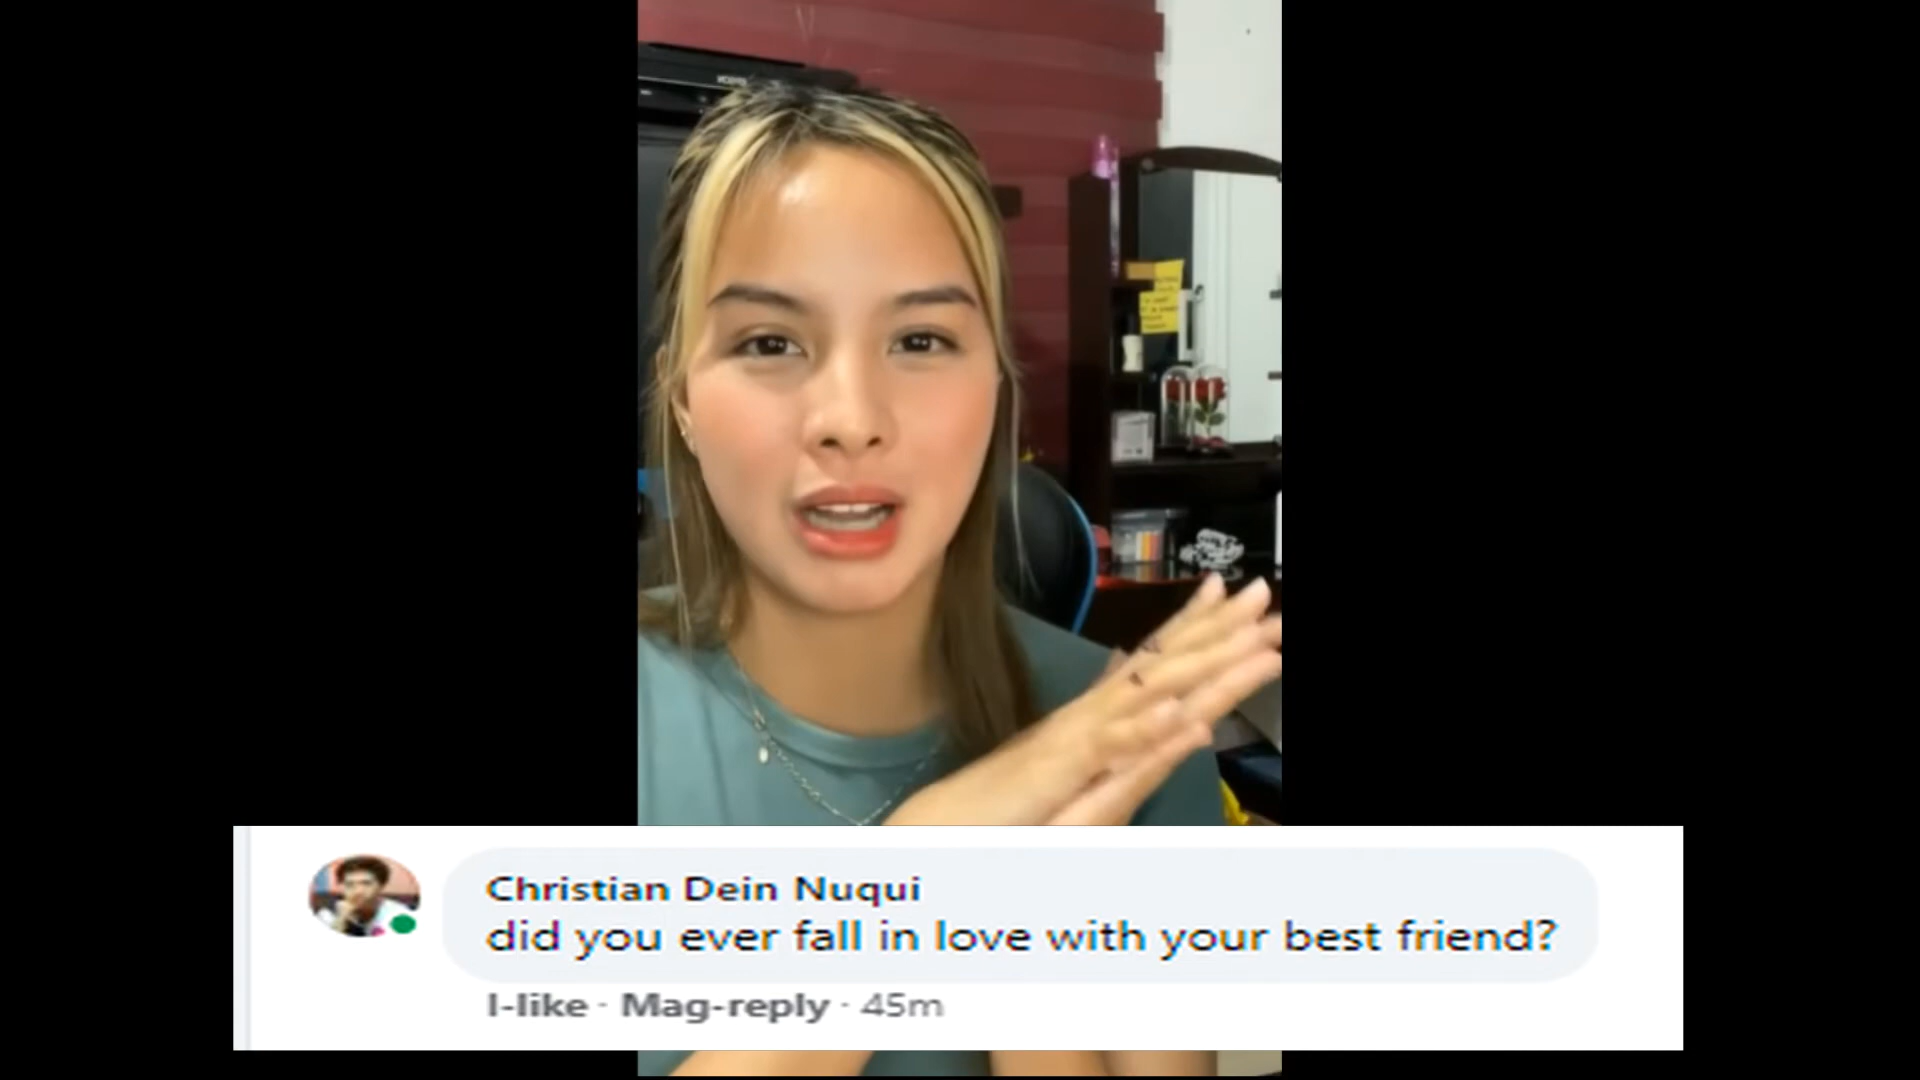 Christian Dein Nuqui
did you ever fall in love with your best friend?
I-like · Mag-reply · 45m